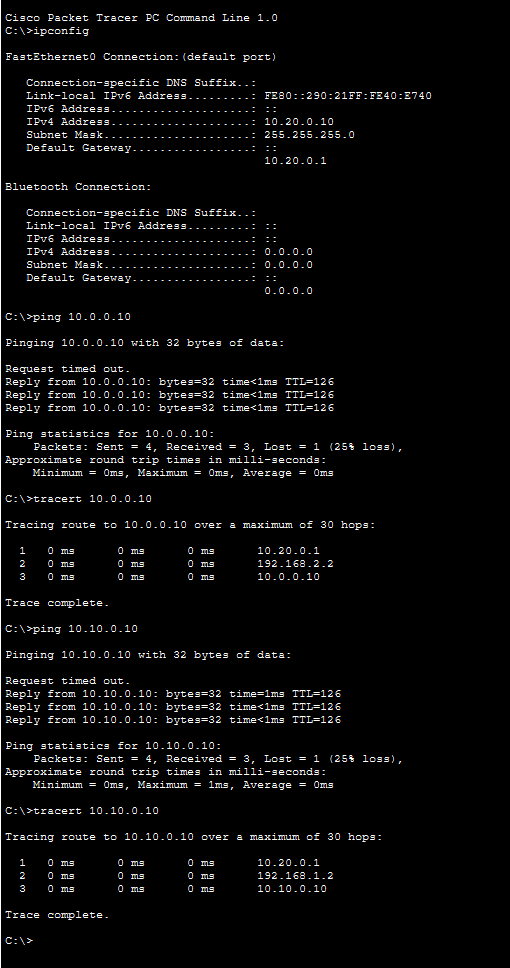 Cisco Packet Tracer PC Command Line 1.0
C:\>ipconfig

FastEthernet0 Connection:(default port)

   Connection-specific DNS Suffix..:
   Link-local IPv6 Address.........: FE80::290:21FF:FE40:E740
   IPv6 Address....................: ::
   IPv4 Address....................: 10.20.0.10
   Subnet Mask.....................: 255.255.255.0
   Default Gateway.................: ::
                                     10.20.0.1

Bluetooth Connection:

   Connection-specific DNS Suffix..:
   Link-local IPv6 Address.........: ::
   IPv6 Address....................: ::
   IPv4 Address....................: 0.0.0.0
   Subnet Mask.....................: 0.0.0.0
   Default Gateway.................: ::
                                     0.0.0.0

C:\>ping 10.0.0.10

Pinging 10.0.0.10 with 32 bytes of data:

Request timed out.
Reply from 10.0.0.10: bytes=32 time<1ms TTL=126
Reply from 10.0.0.10: bytes=32 time<1ms TTL=126
Reply from 10.0.0.10: bytes=32 time<1ms TTL=126

Ping statistics for 10.0.0.10:
    Packets: Sent = 4, Received = 3, Lost = 1 (25% loss),
Approximate round trip times in milli-seconds:
    Minimum = 0ms, Maximum = 0ms, Average = 0ms

C:\>tracert 10.0.0.10

Tracing route to 10.0.0.10 over a maximum of 30 hops:

  1   0 ms      0 ms      0 ms      10.20.0.1
  2   0 ms      0 ms      0 ms      192.168.2.2
  3   0 ms      0 ms      0 ms      10.0.0.10

Trace complete.

C:\>ping 10.10.0.10

Pinging 10.10.0.10 with 32 bytes of data:

Request timed out.
Reply from 10.10.0.10: bytes=32 time=1ms TTL=126
Reply from 10.10.0.10: bytes=32 time<1ms TTL=126
Reply from 10.10.0.10: bytes=32 time<1ms TTL=126

Ping statistics for 10.10.0.10:
    Packets: Sent = 4, Received = 3, Lost = 1 (25% loss),
Approximate round trip times in milli-seconds:
    Minimum = 0ms, Maximum = 1ms, Average = 0ms

C:\>tracert 10.10.0.10

Tracing route to 10.10.0.10 over a maximum of 30 hops:

  1   0 ms      0 ms      0 ms      10.20.0.1
  2   0 ms      0 ms      0 ms      192.168.1.2
  3   0 ms      0 ms      0 ms      10.10.0.10

Trace complete.

C:\>